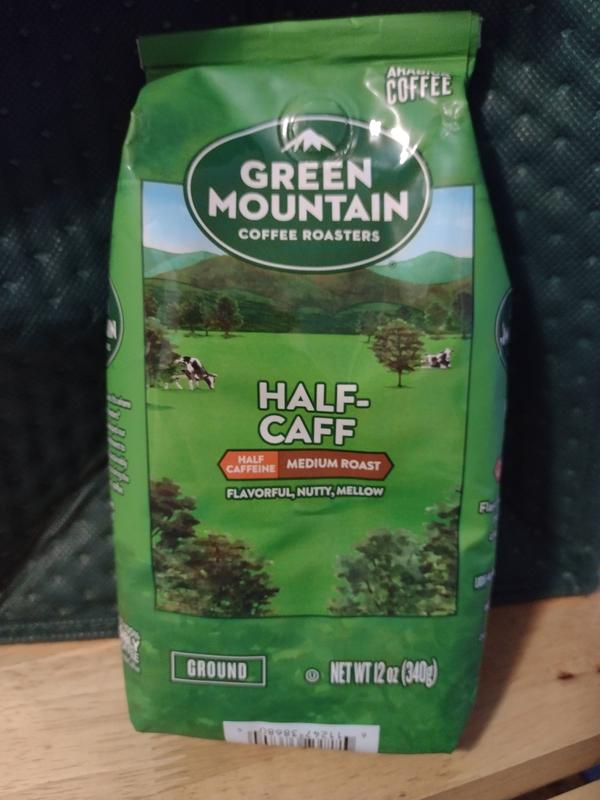 ARABICA
COFFEE
GREEN
MOUNTAIN
COFFEE ROASTERS
HALF-
CAFF
HALF
CAFFEINE
MEDIUM ROAST
FLAVORFUL, NUTTY, MELLOW
GROUND
NET WT 12 oz (340g)